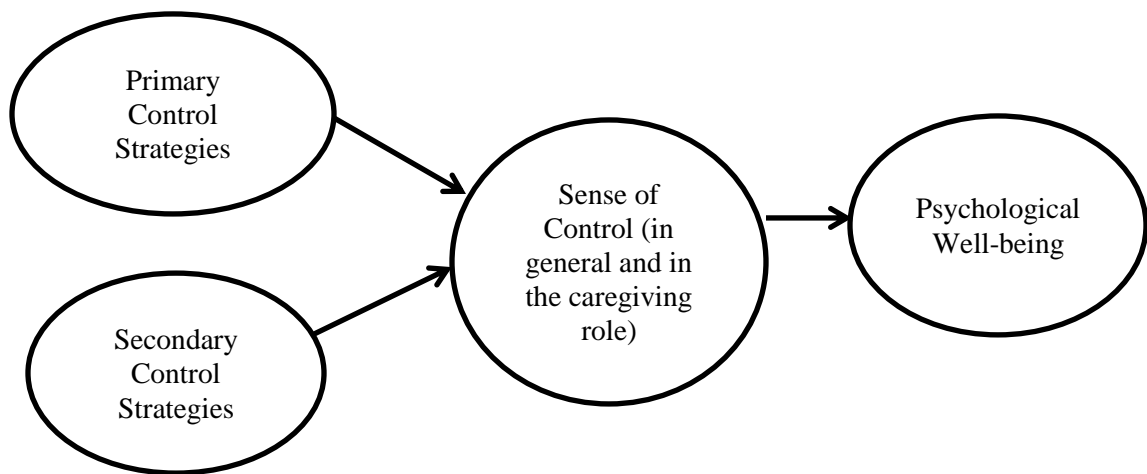 Primary
Control
Strategies
Secondary
Control
Strategies
Sense of
Control (in
general and in
the caregiving
role)
Psychological
Well-being